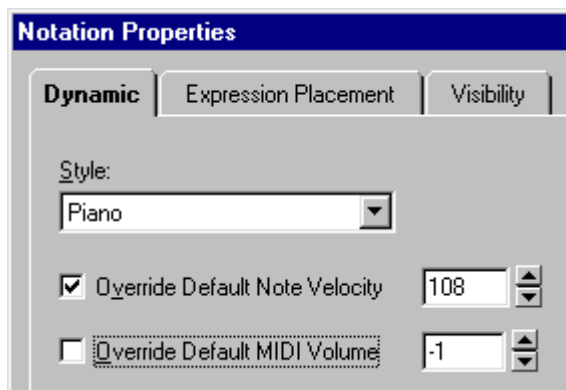 Notation Properties
Dynamic Expression Placement Visibility
Style:
Piano
Override Default Note Velocity 108
Override Default MIDI Volume -1